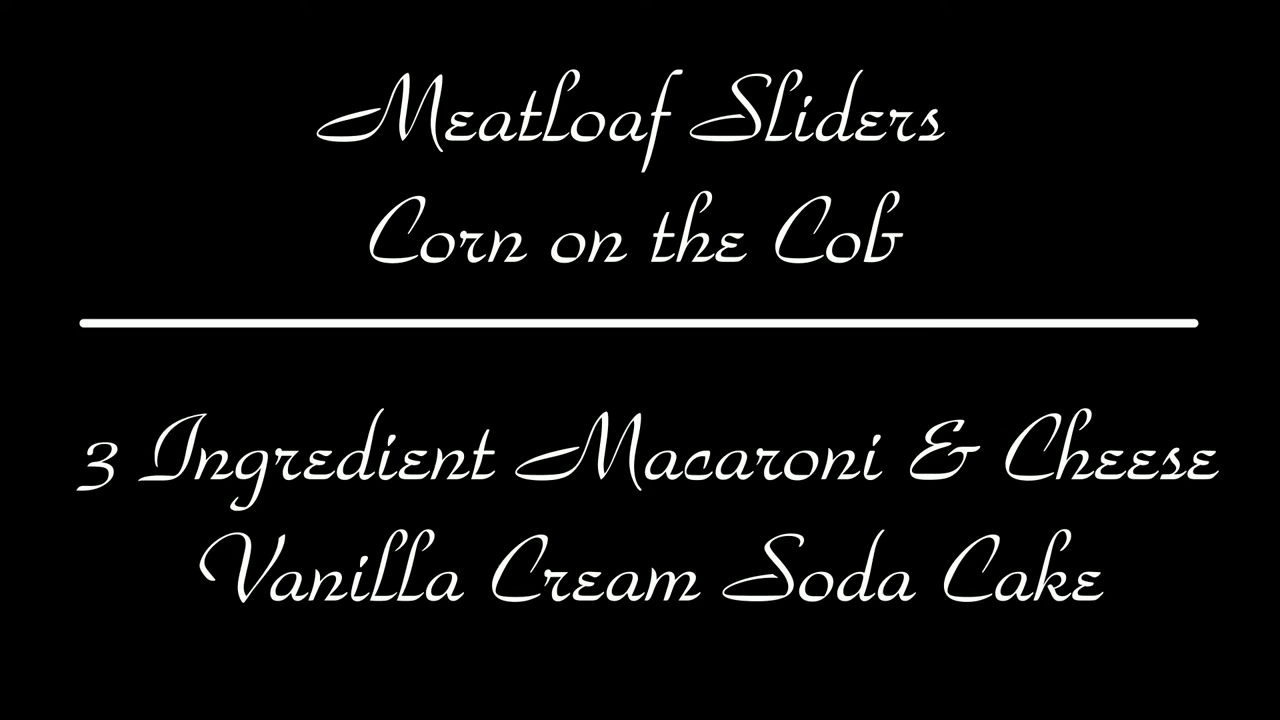 Meatloaf Sliders
Corn on the Cob
3 Ingredient Macaroni & Cheese
Vanilla Cream Soda Cake